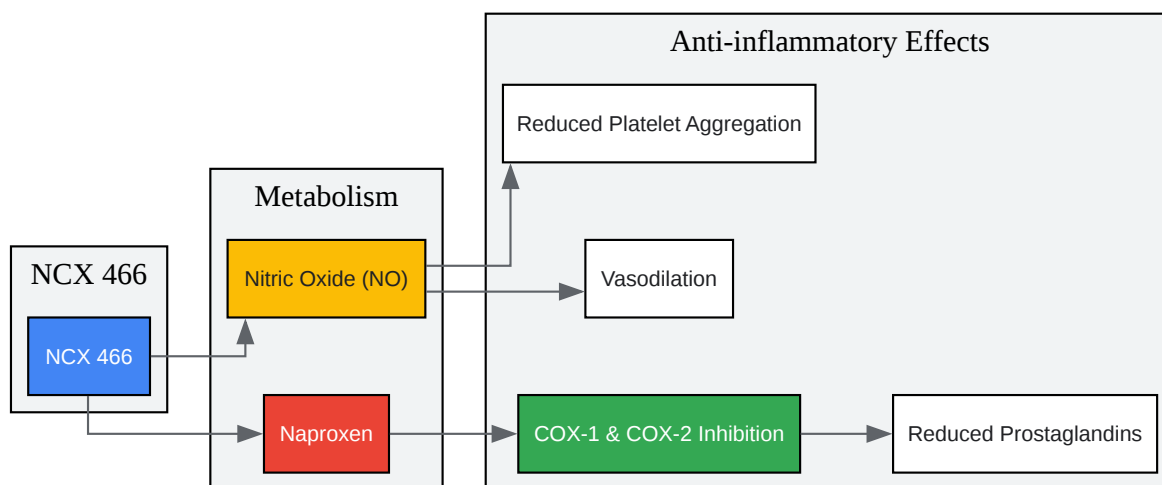 Anti-inflammatory Effects
Reduced Platelet Aggregation
Metabolism
Nitric Oxide (NO)
Vasodilation
NCX 466
NCX 466
Naproxen
COX-1 & COX-2 Inhibition
Reduced Prostaglandins